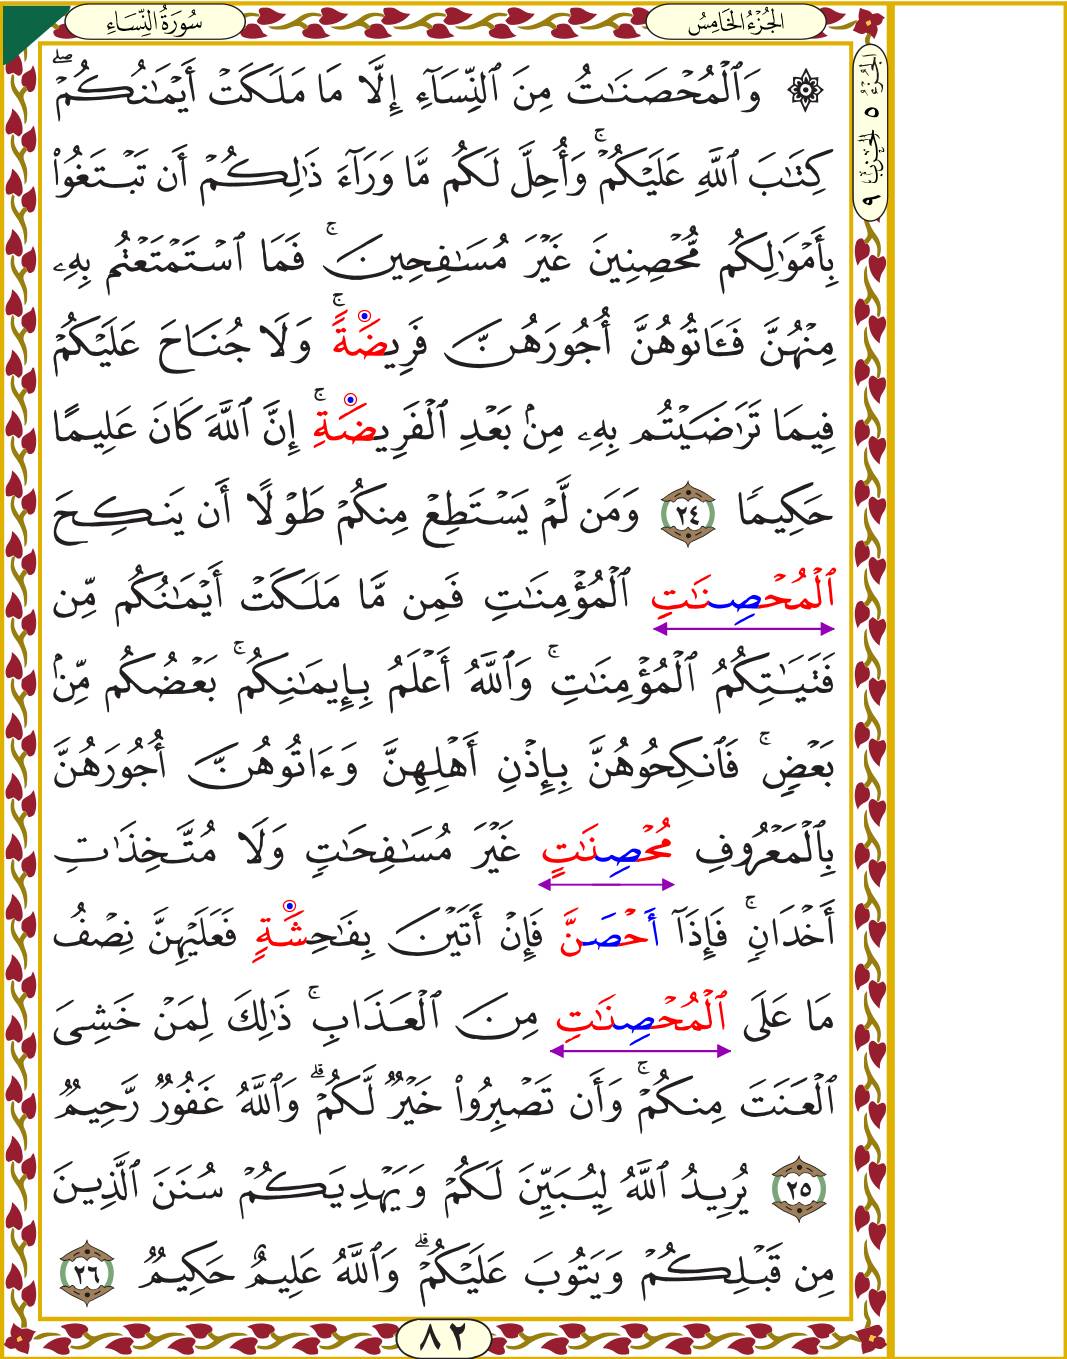 سُورَةُ النِّسَاءِ
الجُزْءُ الخَامِسُ
الجُزْءُ ٥ الحِزْبُ ٩
۞ وَٱلْمُحْصَنَـٰتُ مِنَ ٱلنِّسَآءِ إِلَّا مَا مَلَكَتْ أَيْمَـٰنُكُمْ ۖ
كِتَـٰبَ ٱللَّهِ عَلَيْكُمْ ۚ وَأُحِلَّ لَكُم مَّا وَرَآءَ ذَٰلِكُمْ أَن تَبْتَغُوا۟
بِأَمْوَٰلِكُم مُّحْصِنِينَ غَيْرَ مُسَـٰفِحِينَ ۚ فَمَا ٱسْتَمْتَعْتُم بِهِۦ
مِنْهُنَّ فَـَٔاتُوهُنَّ أُجُورَهُنَّ فَرِيضَةً ۚ وَلَا جُنَاحَ عَلَيْكُمْ
فِيمَا تَرَٰضَيْتُم بِهِۦ مِنۢ بَعْدِ ٱلْفَرِيضَةِ ۚ إِنَّ ٱللَّهَ كَانَ عَلِيمًا
حَكِيمًا ٢٤ وَمَن لَّمْ يَسْتَطِعْ مِنكُمْ طَوْلًا أَن يَنكِحَ
ٱلْمُحْصِنَـٰتِ ٱلْمُؤْمِنَـٰتِ فَمِن مَّا مَلَكَتْ أَيْمَـٰنُكُم مِّن
فَتَيَـٰتِكُمُ ٱلْمُؤْمِنَـٰتِ ۚ وَٱللَّهُ أَعْلَمُ بِإِيمَـٰنِكُم ۚ بَعْضُكُم مِّنۢ
بَعْضٍ ۚ فَٱنكِحُوهُنَّ بِإِذْنِ أَهْلِهِنَّ وَءَاتُوهُنَّ أُجُورَهُنَّ
بِٱلْمَعْرُوفِ مُحْصِنَـٰتٍ غَيْرَ مُسَـٰفِحَـٰتٍ وَلَا مُتَّخِذَٰتِ
أَخْدَانٍ ۚ فَإِذَآ أَحْصَنَّ فَإِنْ أَتَيْنَ بِفَـٰحِشَةٍ فَعَلَيْهِنَّ نِصْفُ
مَا عَلَى ٱلْمُحْصِنَـٰتِ مِنَ ٱلْعَذَابِ ۚ ذَٰلِكَ لِمَنْ خَشِىَ
ٱلْعَنَتَ مِنكُمْ ۚ وَأَن تَصْبِرُوا۟ خَيْرٌ لَّكُمْ ۗ وَٱللَّهُ غَفُورٌ رَّحِيمٌ
٢٥ يُرِيدُ ٱللَّهُ لِيُبَيِّنَ لَكُمْ وَيَهْدِيَكُمْ سُنَنَ ٱلَّذِينَ
مِن قَبْلِكُمْ وَيَتُوبَ عَلَيْكُمْ ۗ وَٱللَّهُ عَلِيمٌ حَكِيمٌ ٢٦
٨٢